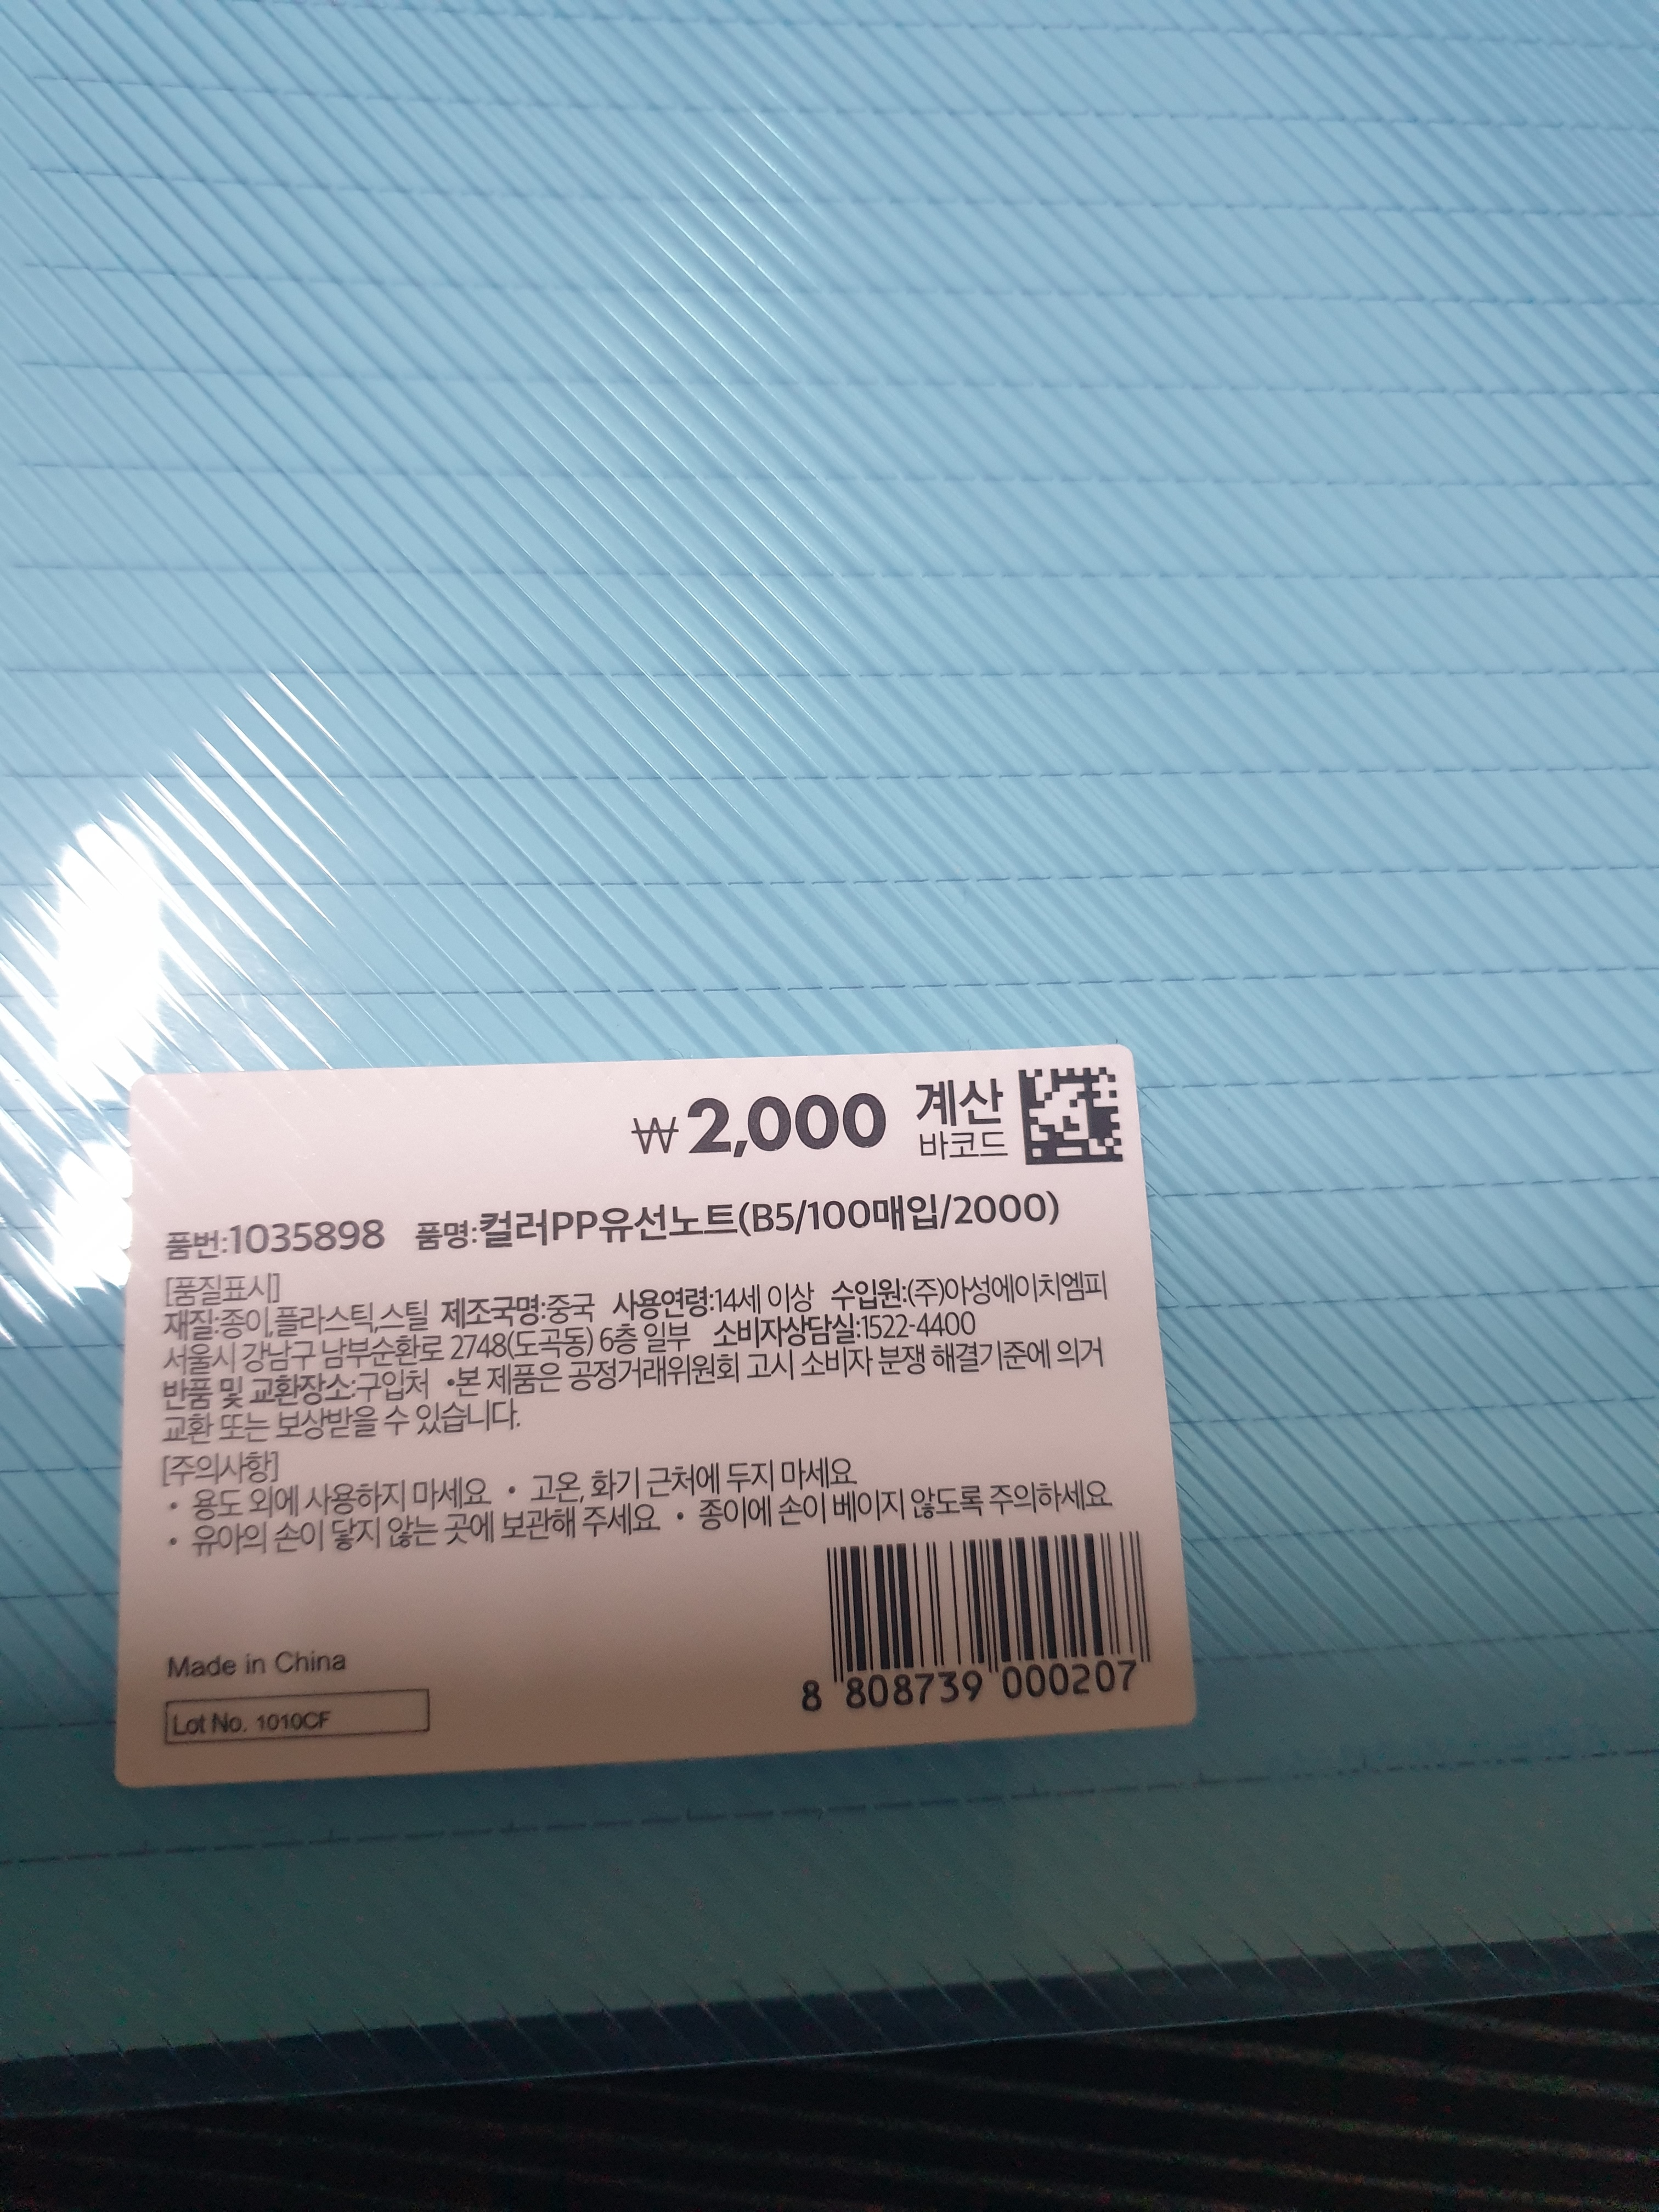 ₩2,000 계산
바코드
품번:1035898 품명:컬러PP유선노트(B5/100매입/2000)
[품질표시]
재질:종이,플라스틱,스틸 제조국명:중국 사용연령:14세 이상 수입원:(주)아성에이치엠피
서울시 강남구 남부순환로 2748(도곡동) 6층 일부 소비자상담실:1522-4400
반품 및 교환장소:구입처 •본 제품은 공정거래위원회 고시 소비자 분쟁 해결기준에 의거
교환 또는 보상받을 수 있습니다.
[주의사항]
• 용도 외에 사용하지 마세요. • 고온, 화기 근처에 두지 마세요.
• 유아의 손이 닿지 않는 곳에 보관해 주세요. • 종이에 손이 베이지 않도록 주의하세요.
Made in China
Lot No. 1010CF
8 808739 000207